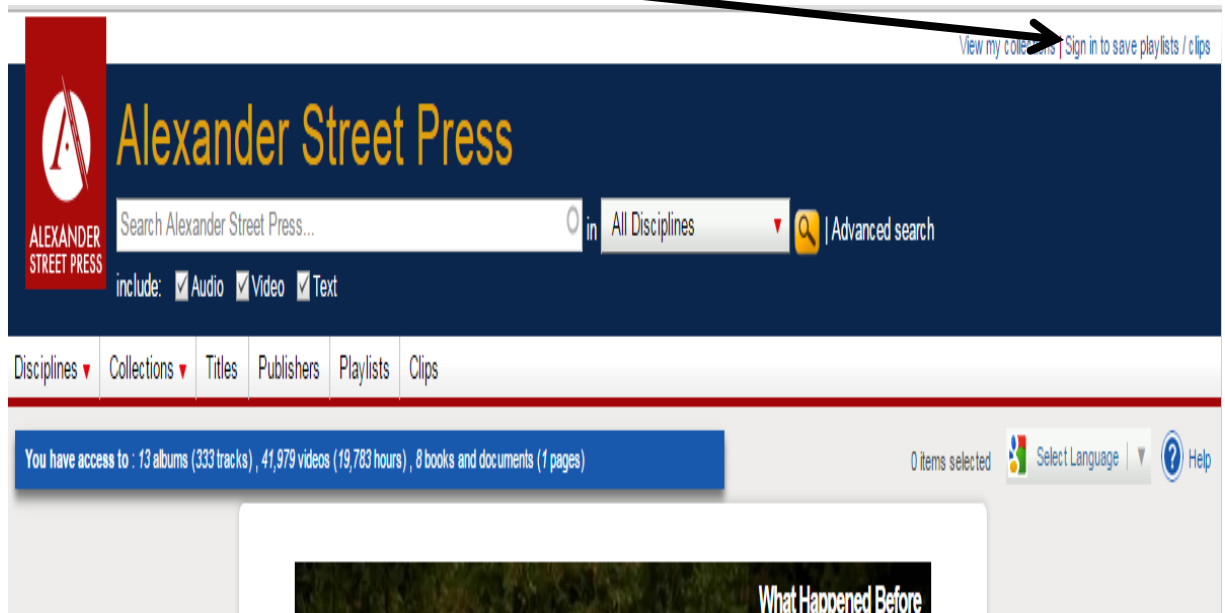 View my collections | Sign in to save playlists / clips
Alexander Street Press
ALEXANDER
STREET PRESS
Search Alexander Street Press...
in All Disciplines | Advanced search
include: Audio Video Text
Disciplines Collections Titles Publishers Playlists Clips
You have access to : 13 albums (333 tracks) , 41,979 videos (19,783 hours) , 8 books and documents (1 pages)
0 items selected Select Language | Help
What Happened Before